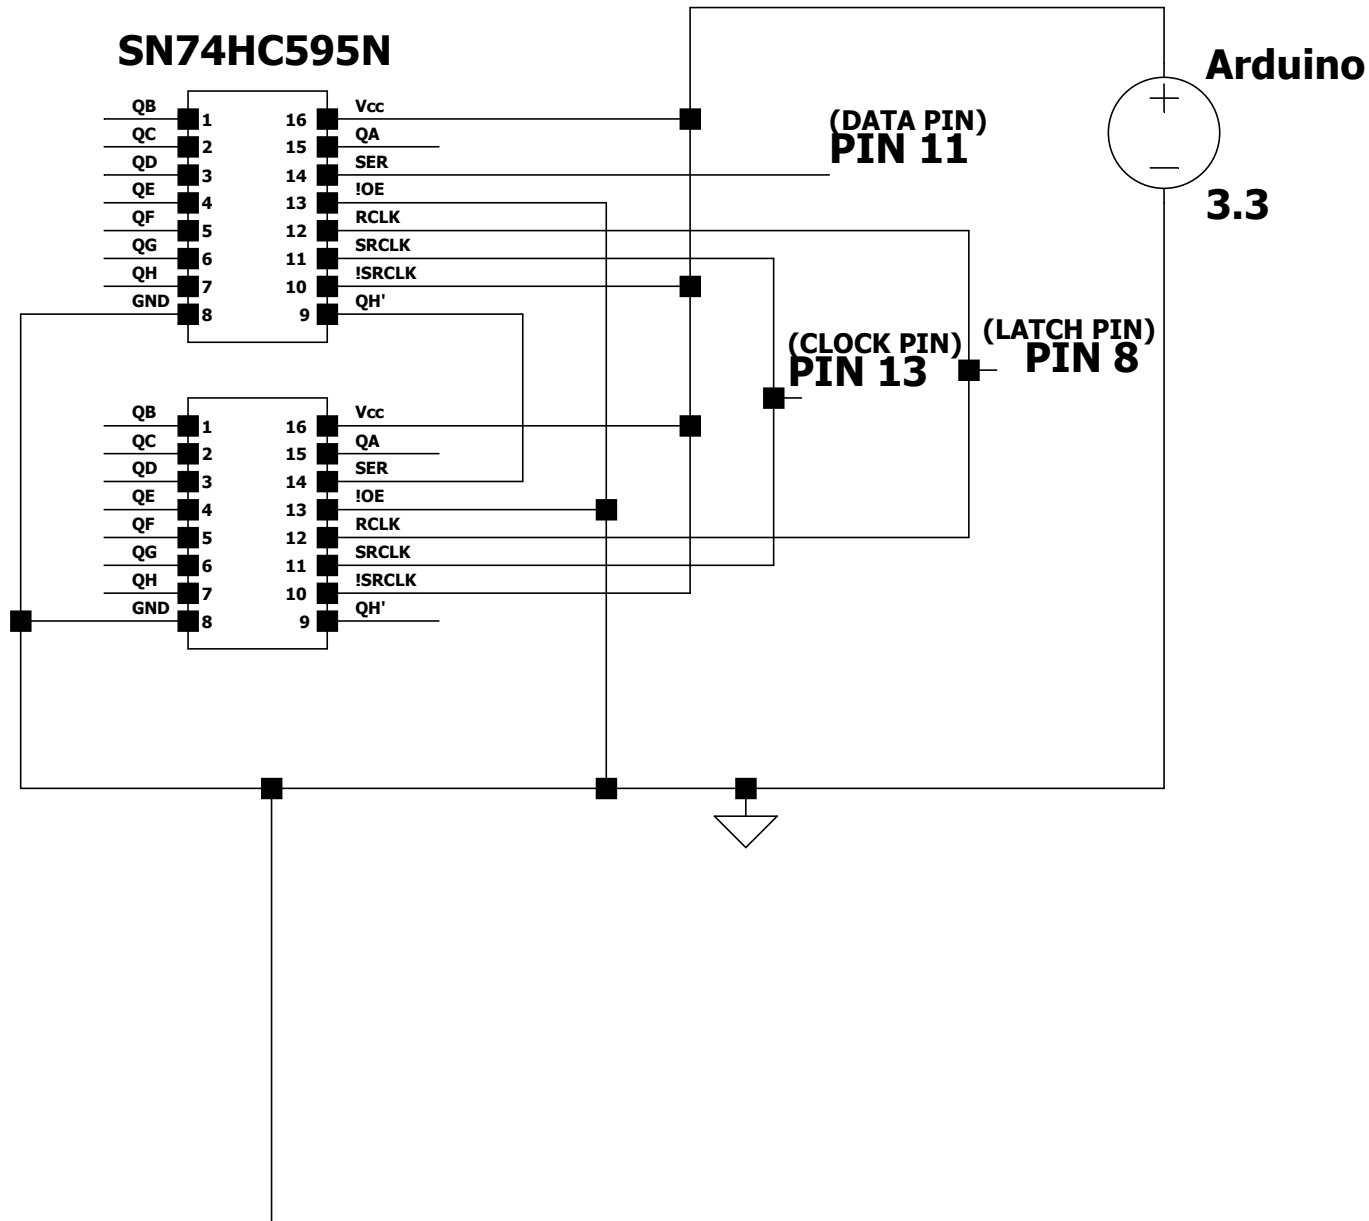 SN74HC595N
Arduino
3.3
QB 1 16 Vcc
QC 2 15 QA
QD 3 14 SER
QE 4 13 !OE
QF 5 12 RCLK
QG 6 11 SRCLK
QH 7 10 !SRCLK
GND 8 9 QH'
(DATA PIN)
PIN 11
(CLOCK PIN)
PIN 13
(LATCH PIN)
PIN 8
QB 1 16 Vcc
QC 2 15 QA
QD 3 14 SER
QE 4 13 !OE
QF 5 12 RCLK
QG 6 11 SRCLK
QH 7 10 !SRCLK
GND 8 9 QH'